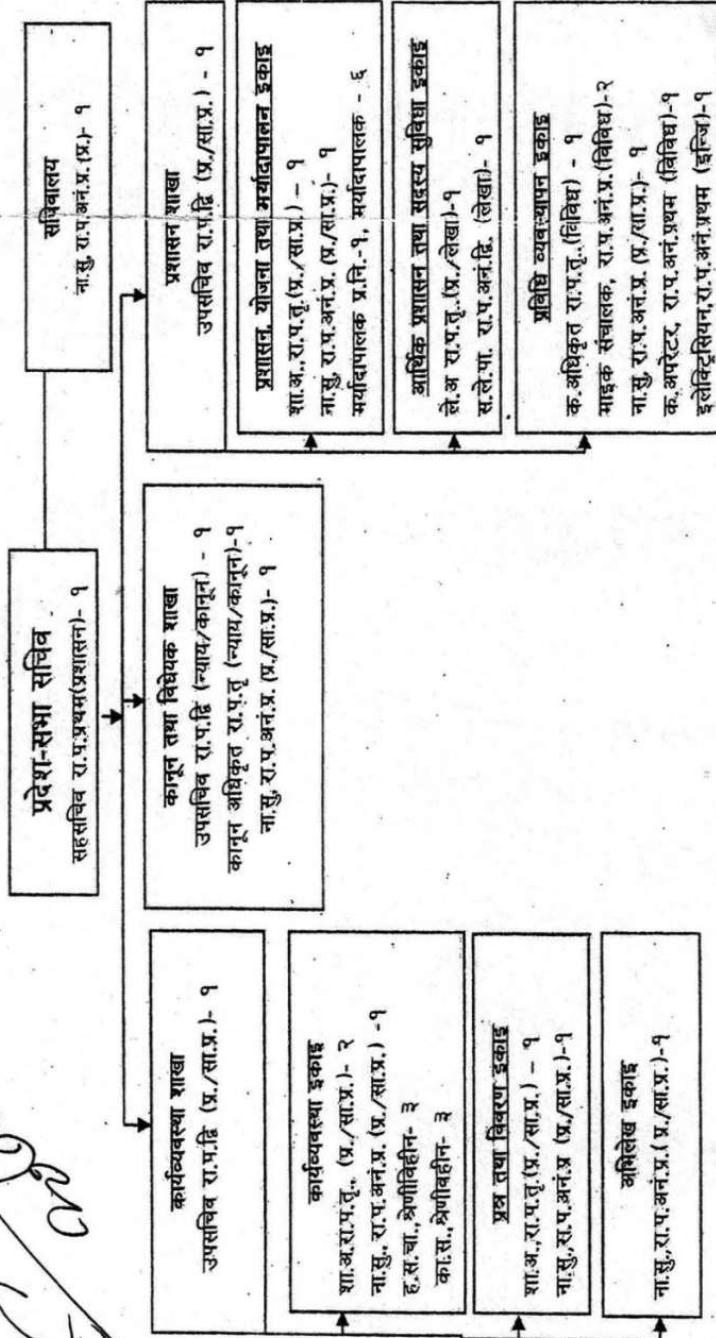 प्रदेश-सभा सचिव
सहसचिव रा.प.प्रथम(प्रशासन)- १
सचिवालय
ना.सु. रा.प.अनं.प्र.(प्र.)- १
कार्यव्यवस्था शाखा
उपसचिव रा.प.द्वि (प्र./सा.प्र.)- १
कार्यव्यवस्था इकाइ
शा.अ.रा.प.तृ., (प्र./सा.प्र.)- २
ना.सु., रा.प.अनं.प्र. (प्र./सा.प्र.) -१
ह.स.चा.,श्रेणीविहीन- ३
का.स.,श्रेणीविहीन- ३
प्रश्न तथा विवरण इकाइ
शा.अ.,रा.प.तृ.(प्र./सा.प्र.) – १
ना.सु.,रा.प.अनं.प्र (प्र./सा.प्र.)-१
अभिलेख इकाइ
ना.सु.,रा.प.अनं.प्र.(प्र./सा.प्र.)-१
कानून तथा विधेयक शाखा
उपसचिव रा.प.द्वि (न्याय/कानून) - १
कानून अधिकृत रा.प.तृ (न्याय/कानून)-१
ना.सु.,रा.प.अनं.प्र. (प्र./सा.प्र.)- १
प्रशासन शाखा
उपसचिव रा.प.द्वि (प्र./सा.प्र.) - १
प्रशासन, योजना तथा मर्यादापालन इकाइ
शा.अ.,रा.प.तृ.(प्र./सा.प्र.) – १
ना.सु. रा.प.अनं.प्र. (प्र./सा.प्र.)- १
मर्यादापालक प्र.नि.-१, मर्यादापालक - ६
आर्थिक प्रशासन तथा सदस्य सुविधा इकाइ
ले.अ रा.प.तृ.,(प्र./लेखा)-१
स.ले.पा. रा.प.अनं.द्वि. (लेखा)- १
प्रविधि व्यवस्थापन इकाइ
क.अधिकृत रा.प.तृ.,(विविध) - १
माइक संचालक, रा.प.अनं.प्र.(विविध)-२
ना.सु. रा.प.अनं.प्र.(प्र./सा.प्र.)- १
क.अपरेटर, रा.प.अनं.प्रथम (विविध)-१
इलेक्ट्रिसियन,रा.प.अनं.प्रथम (इन्जि)-१